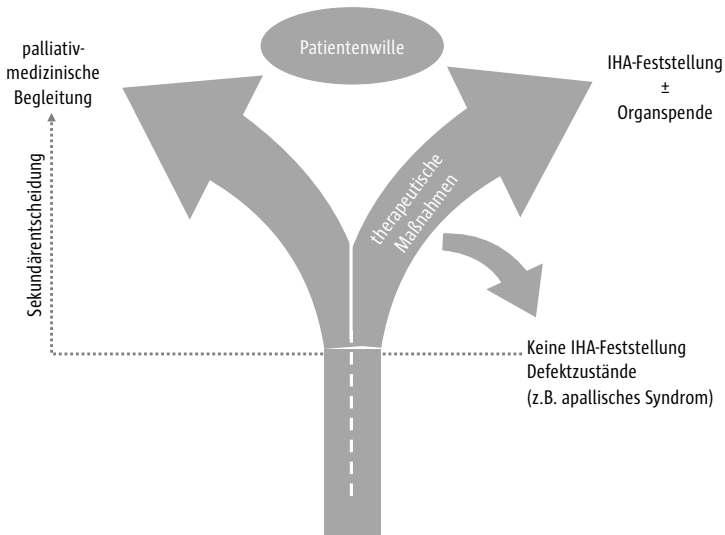 palliativ-
medizinische
Begleitung
Patientenwille
IHA-Feststellung
±
Organspende
therapeutische
Maßnahmen
Sekundärentscheidung
Keine IHA-Feststellung
Defektzustände
(z.B. apallisches Syndrom)